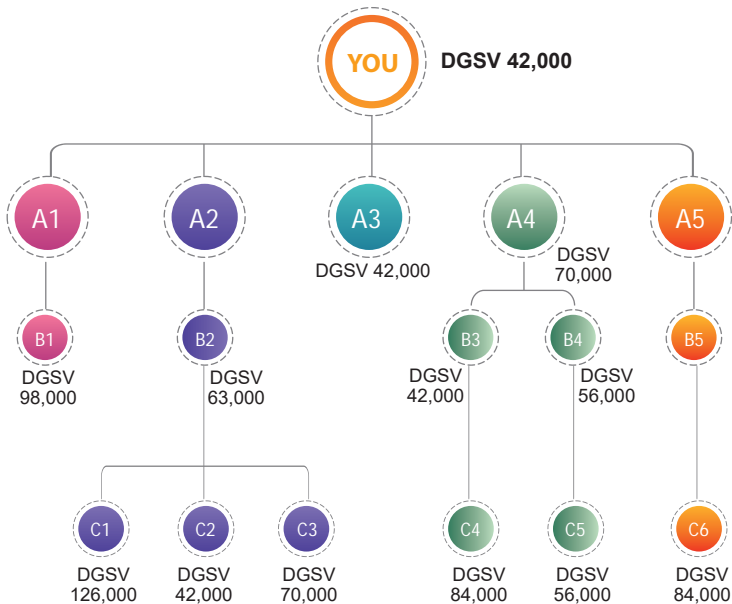 YOU
DGSV 42,000
A1
A2
A3
A4
A5
DGSV 42,000
DGSV
70,000
B1
B2
B3
B4
B5
DGSV
98,000
DGSV
63,000
DGSV
42,000
DGSV
56,000
C1
C2
C3
C4
C5
C6
DGSV
126,000
DGSV
42,000
DGSV
70,000
DGSV
84,000
DGSV
56,000
DGSV
84,000